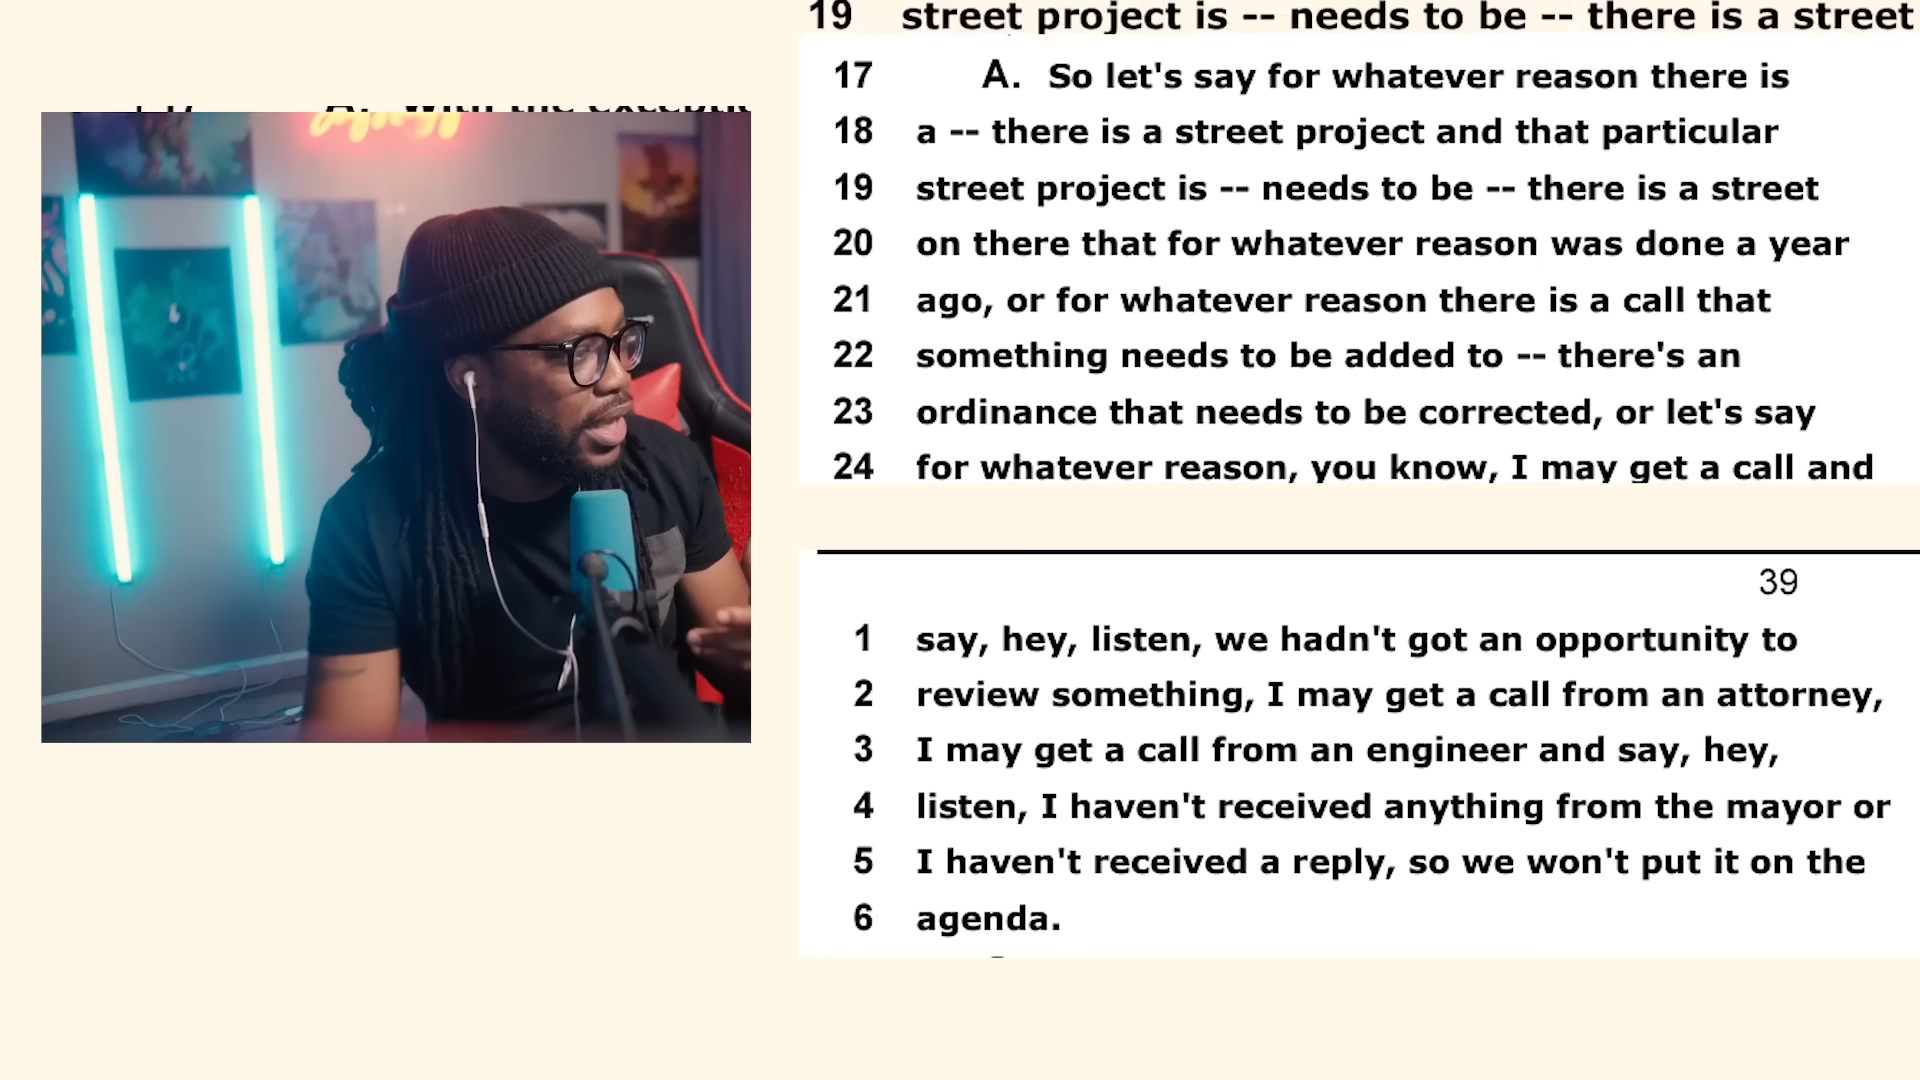 19 street project is -- needs to be -- there is a street
17 A. So let's say for whatever reason there is
18 a -- there is a street project and that particular
19 street project is -- needs to be -- there is a street
20 on there that for whatever reason was done a year
21 ago, or for whatever reason there is a call that
22 something needs to be added to -- there's an
23 ordinance that needs to be corrected, or let's say
24 for whatever reason, you know, I may get a call and
39
1 say, hey, listen, we hadn't got an opportunity to
2 review something, I may get a call from an attorney,
3 I may get a call from an engineer and say, hey,
4 listen, I haven't received anything from the mayor or
5 I haven't received a reply, so we won't put it on the
6 agenda.